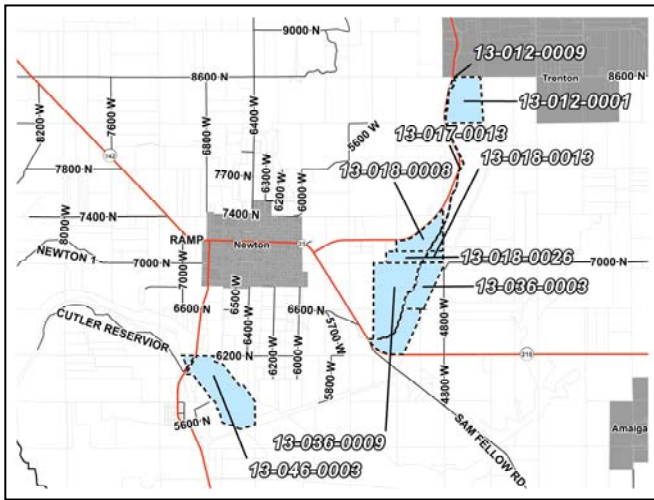 9000 N
13-012-0009
8600 N
8600 N
Trenton
8200 W
7600 W
6800 W
6400 W
13-012-0001
5600 W
13-017-0013
142
13-018-0013
7800 N
7700 N
6300 W
6200 W
6000 W
13-018-0008
7400 N
7400 N
8000 W
RAMP
Newton
NEWTON 1
7000 N
7000 W
13-018-0026
7000 N
6500 W
13-036-0003
6600 N
6600 N
5700 W
4800 W
CUTLER RESERVIOR
6400 W
6200 N
6200 W
6000 W
5800 W
4800 W
218
5600 N
SAM FELLOW RD
Amalga
13-036-0009
13-046-0003